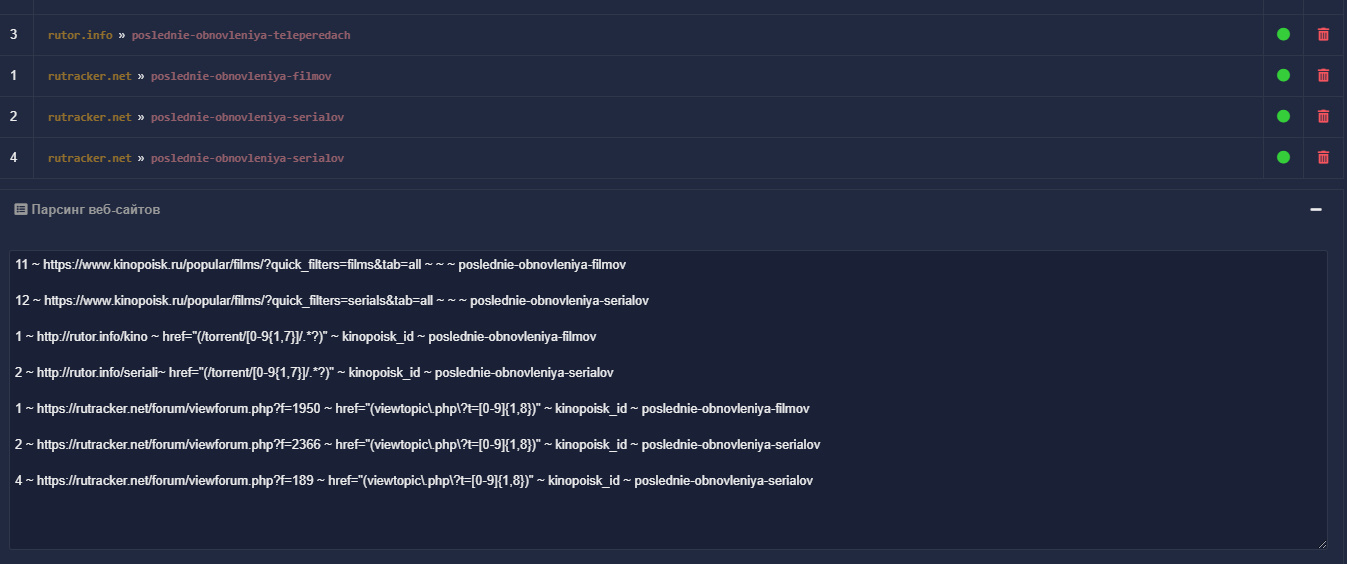 3 rutor.info » poslednie-obnovleniya-teleperedach
1 rutracker.net » poslednie-obnovleniya-filmov
2 rutracker.net » poslednie-obnovleniya-serialov
4 rutracker.net » poslednie-obnovleniya-serialov
Парсинг веб-сайтов
11 ~ https://www.kinopoisk.ru/popular/films/?quick_filters=films&tab=all ~ ~ ~ poslednie-obnovleniya-filmov
12 ~ https://www.kinopoisk.ru/popular/films/?quick_filters=serials&tab=all ~ ~ ~ poslednie-obnovleniya-serialov
1 ~ http://rutor.info/kino ~ href="(/torrent/[0-9{1,7}]/.*?)" ~ kinopoisk_id ~ poslednie-obnovleniya-filmov
2 ~ http://rutor.info/seriali~ href="(/torrent/[0-9{1,7}]/.*?)" ~ kinopoisk_id ~ poslednie-obnovleniya-serialov
1 ~ https://rutracker.net/forum/viewforum.php?f=1950 ~ href="(viewtopic\.php\?t=[0-9]{1,8})" ~ kinopoisk_id ~ poslednie-obnovleniya-filmov
2 ~ https://rutracker.net/forum/viewforum.php?f=2366 ~ href="(viewtopic\.php\?t=[0-9]{1,8})" ~ kinopoisk_id ~ poslednie-obnovleniya-serialov
4 ~ https://rutracker.net/forum/viewforum.php?f=189 ~ href="(viewtopic\.php\?t=[0-9]{1,8})" ~ kinopoisk_id ~ poslednie-obnovleniya-serialov